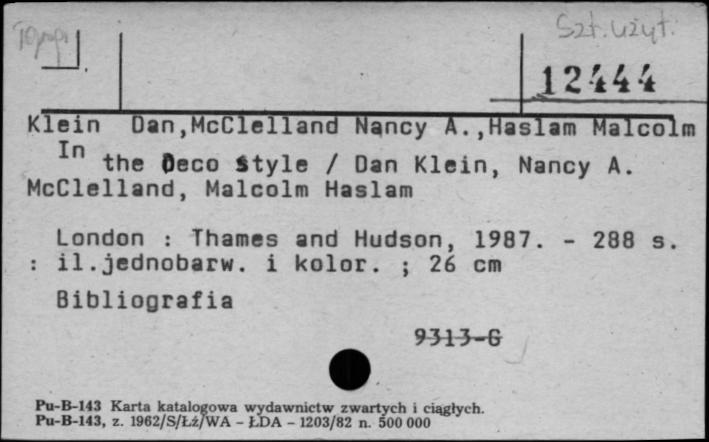 Szt. użyt.
12444
Klein Dan,McClelland Nancy A.,Haslam Malcolm
In the Deco style / Dan Klein, Nancy A.
McClelland, Malcolm Haslam
London : Thames and Hudson, 1987. - 288 s.
: il.jednobarw. i kolor. ; 26 cm
Bibliografia
9313-G
Pu-B-143 Karta katalogowa wydawnictw zwartych i ciągłych.
Pu-B-143, z. 1962/S/Łż/WA - ŁDA - 1203/82 n. 500 000